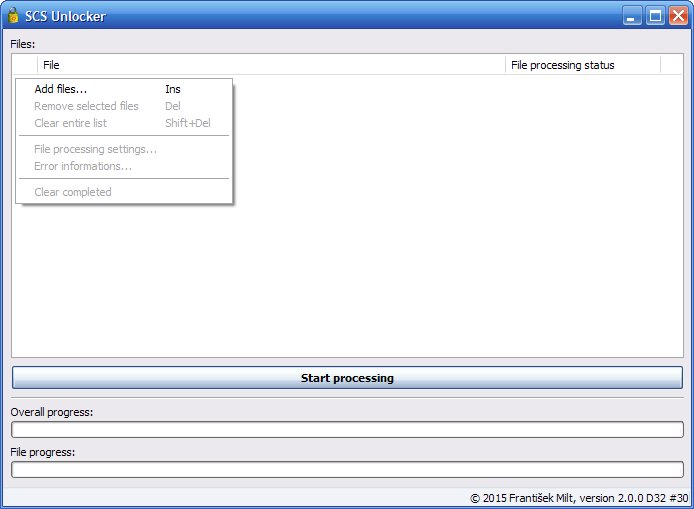 SCS Unlocker
Files:
File File processing status
Add files... Ins
Remove selected files Del
Clear entire list Shift+Del
File processing settings...
Error informations...
Clear completed
Start processing
Overall progress:
File progress:
© 2015 František Milt, version 2.0.0 D32 #30